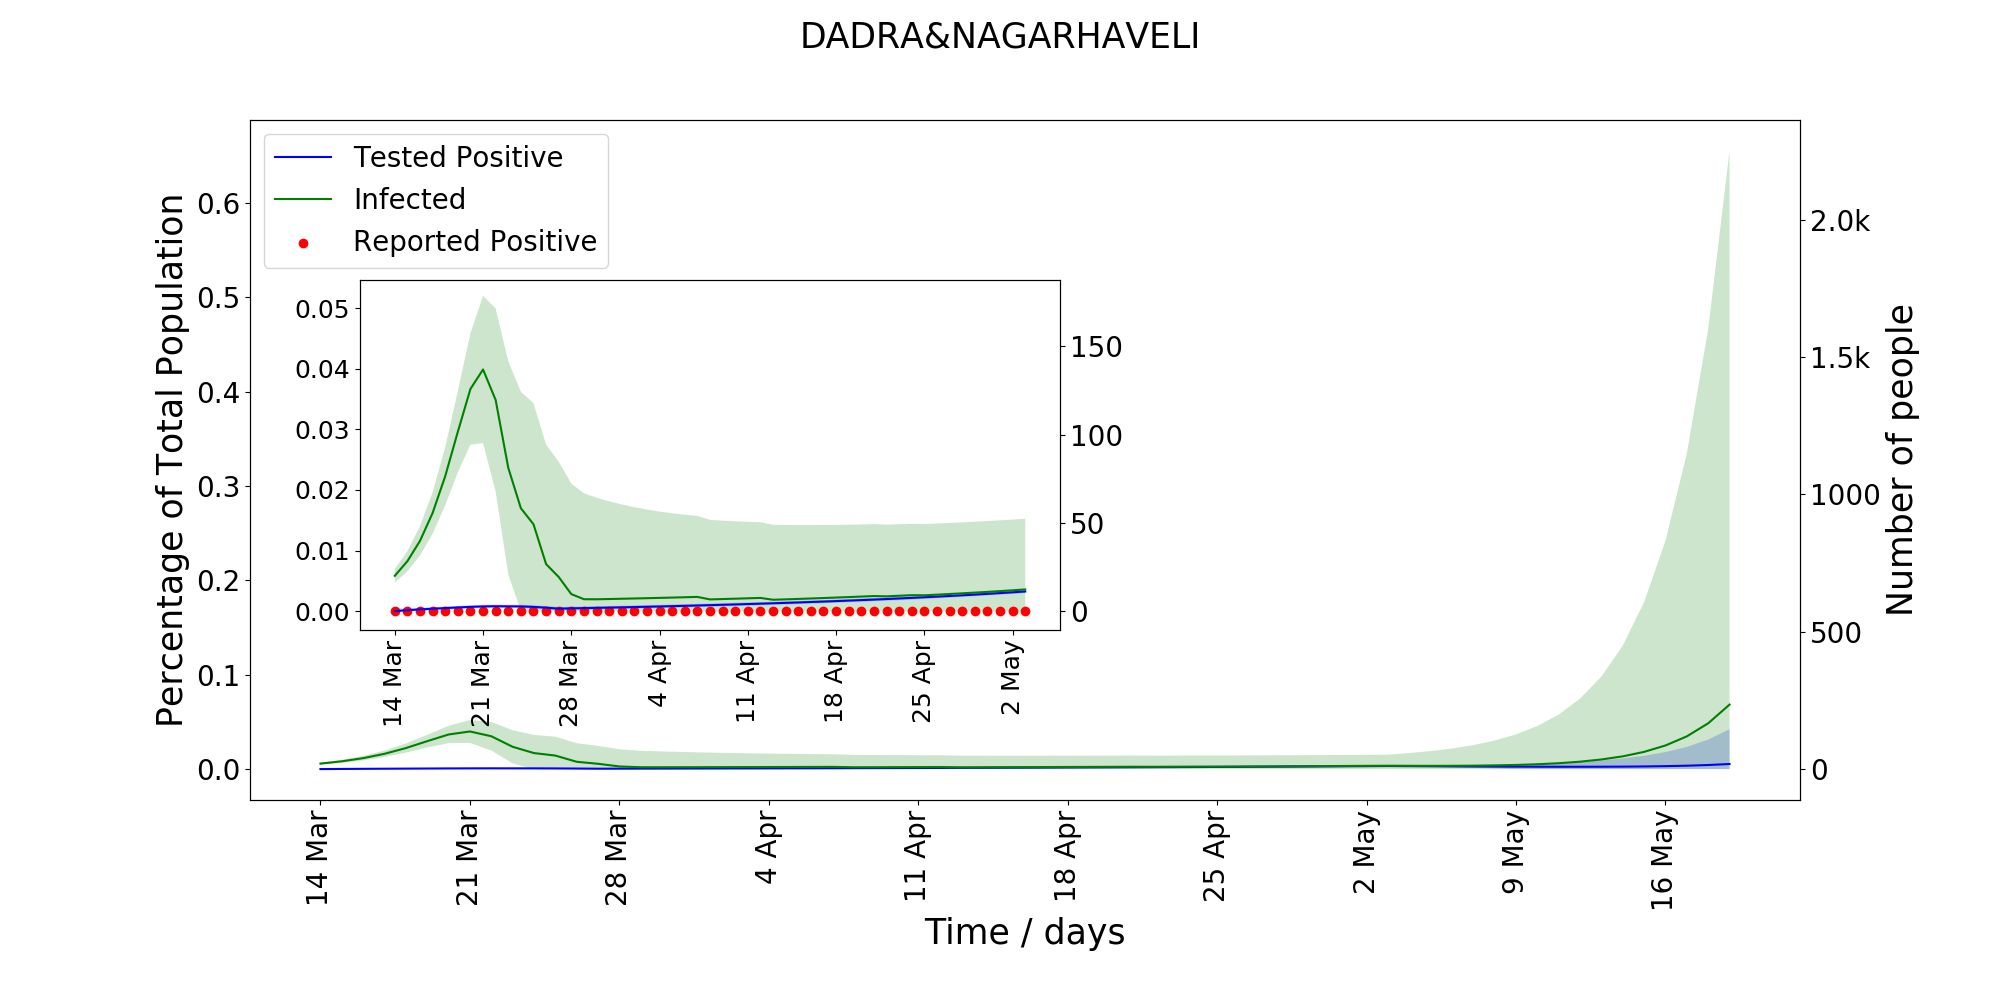 DADRA&NAGARHAVELI
Tested Positive
Infected
Reported Positive
Percentage of Total Population
0.6
0.5
0.4
0.3
0.2
0.1
0.0
0.05
0.04
0.03
0.02
0.01
0.00
150
100
50
0
14 Mar
21 Mar
28 Mar
4 Apr
11 Apr
18 Apr
25 Apr
2 May
2.0k
1.5k
1000
500
0
Number of people
14 Mar
21 Mar
28 Mar
4 Apr
11 Apr
18 Apr
25 Apr
2 May
9 May
16 May
Time / days